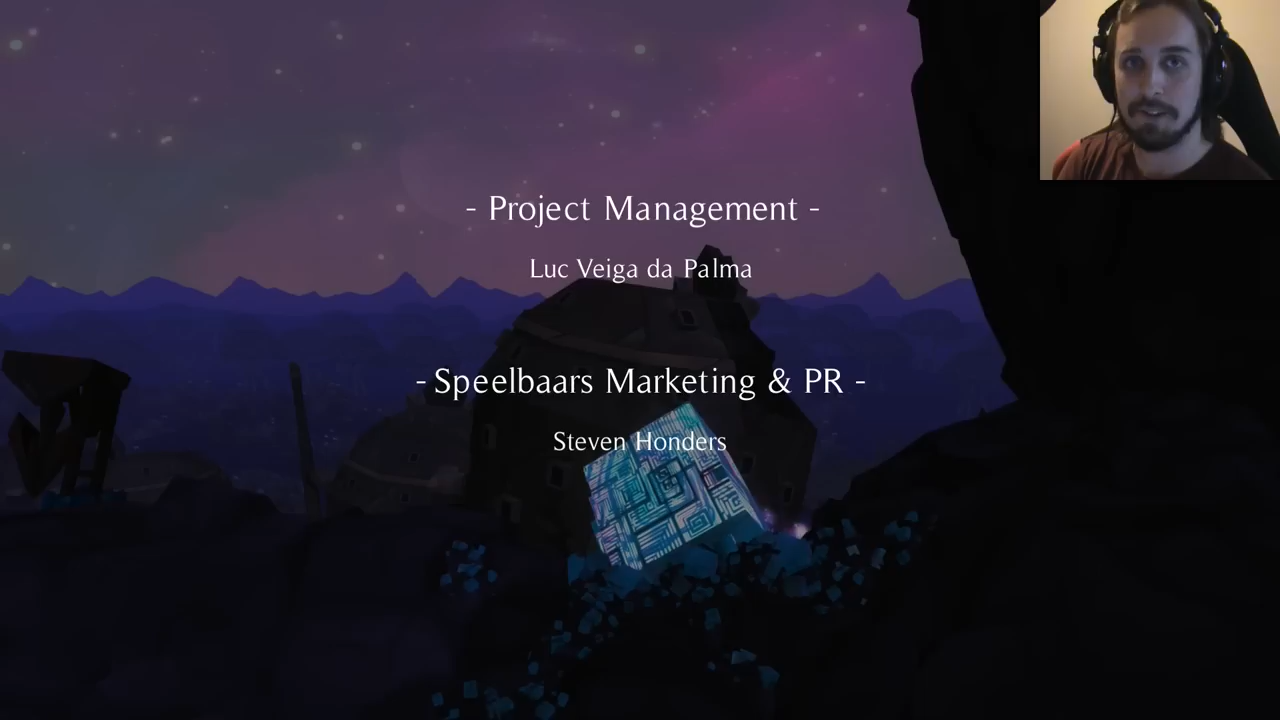 - Project Management -
Luc Veiga da Palma
- Speelbaars Marketing & PR -
Steven Honders